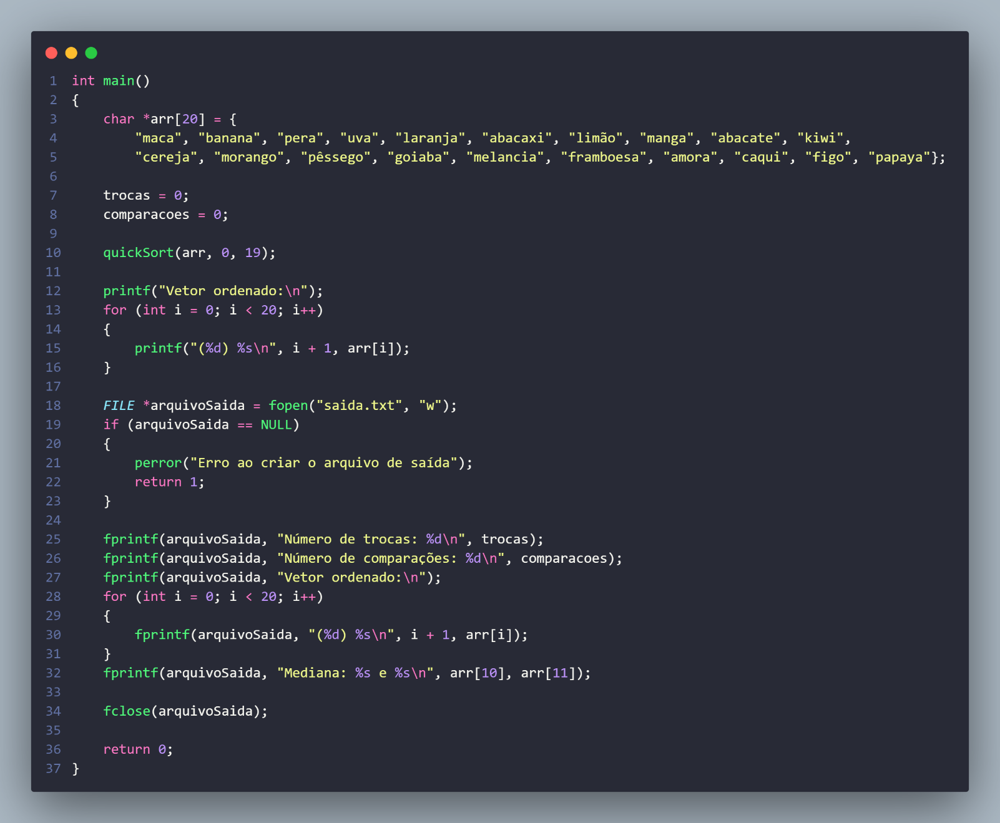 1 int main()
2 {
3     char *arr[20] = {
4         "maca", "banana", "pera", "uva", "laranja", "abacaxi", "limão", "manga", "abacate", "kiwi",
5         "cereja", "morango", "pêssego", "goiaba", "melancia", "framboesa", "amora", "caqui", "figo", "papaya"};
6
7     trocas = 0;
8     comparacoes = 0;
9
10     quickSort(arr, 0, 19);
11
12     printf("Vetor ordenado:\n");
13     for (int i = 0; i < 20; i++)
14     {
15         printf("(%d) %s\n", i + 1, arr[i]);
16     }
17
18     FILE *arquivoSaida = fopen("saida.txt", "w");
19     if (arquivoSaida == NULL)
20     {
21         perror("Erro ao criar o arquivo de saída");
22         return 1;
23     }
24
25     fprintf(arquivoSaida, "Número de trocas: %d\n", trocas);
26     fprintf(arquivoSaida, "Número de comparações: %d\n", comparacoes);
27     fprintf(arquivoSaida, "Vetor ordenado:\n");
28     for (int i = 0; i < 20; i++)
29     {
30         fprintf(arquivoSaida, "(%d) %s\n", i + 1, arr[i]);
31     }
32     fprintf(arquivoSaida, "Mediana: %s e %s\n", arr[10], arr[11]);
33
34     fclose(arquivoSaida);
35
36     return 0;
37 }